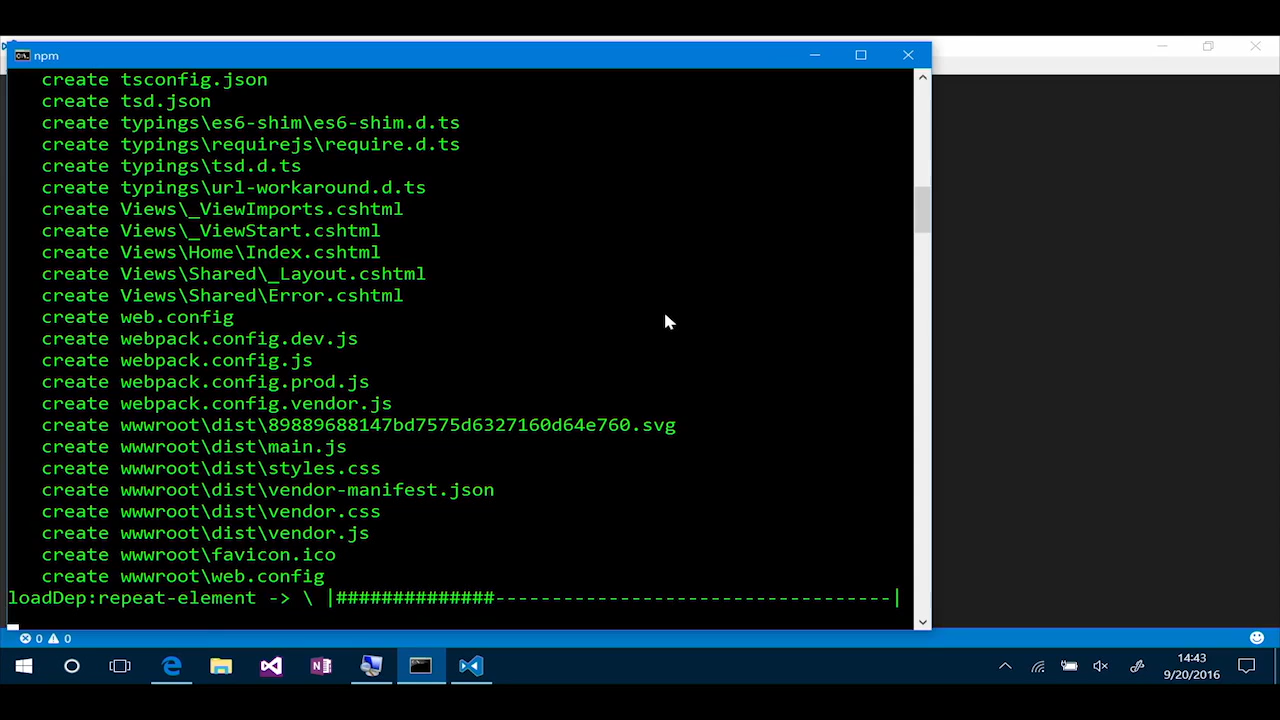 npm
create tsconfig.json
create tsd.json
create typings\es6-shim\es6-shim.d.ts
create typings\requirejs\require.d.ts
create typings\tsd.d.ts
create typings\url-workaround.d.ts
create Views\_ViewImports.cshtml
create Views\_ViewStart.cshtml
create Views\Home\Index.cshtml
create Views\Shared\_Layout.cshtml
create Views\Shared\Error.cshtml
create web.config
create webpack.config.dev.js
create webpack.config.js
create webpack.config.prod.js
create webpack.config.vendor.js
create wwwroot\dist\89889688147bd7575d6327160d64e760.svg
create wwwroot\dist\main.js
create wwwroot\dist\styles.css
create wwwroot\dist\vendor-manifest.json
create wwwroot\dist\vendor.css
create wwwroot\dist\vendor.js
create wwwroot\favicon.ico
create wwwroot\web.config
loadDep:repeat-element -> \ |##############-----------------------------------|
0 0
14:43
9/20/2016